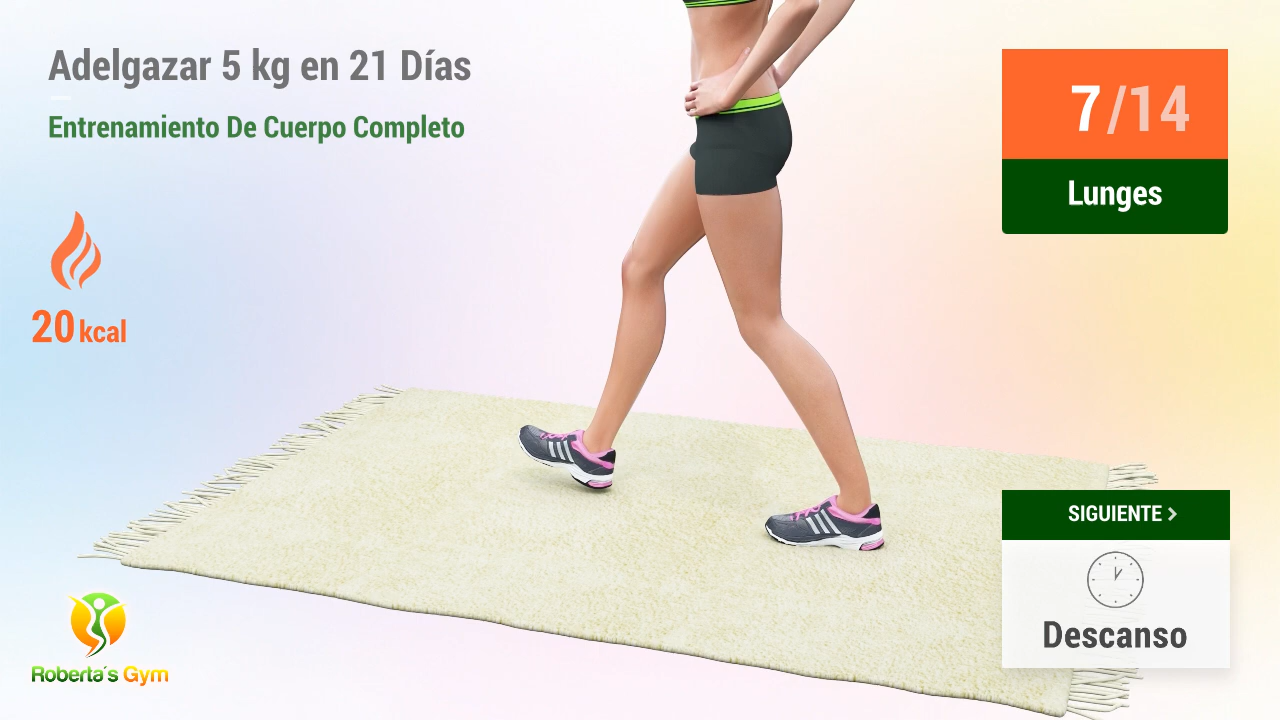 Adelgazar 5 kg en 21 Días
Entrenamiento De Cuerpo Completo
7/14
Lunges
20 kcal
SIGUIENTE >
Descanso
Roberta´s Gym